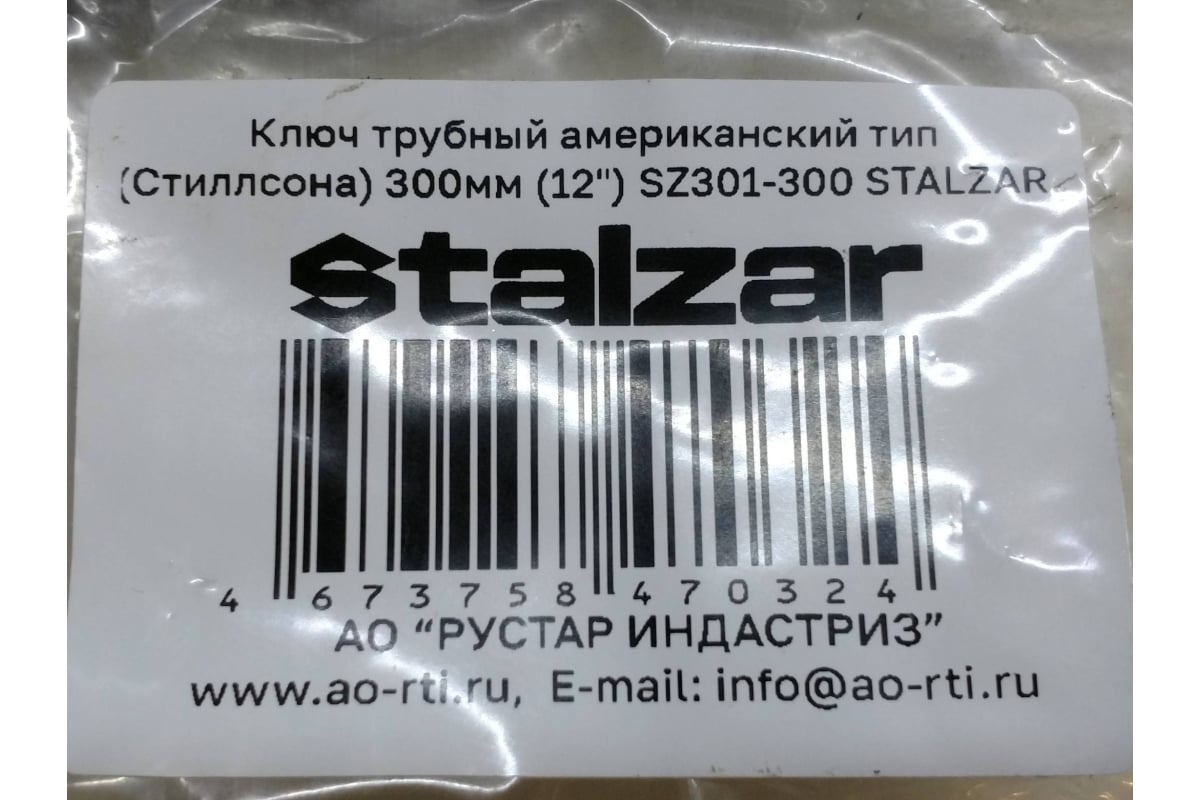 Ключ трубный американский тип
(Стиллсона) 300мм (12") SZ301-300 STALZAR
stalzar
4 673758 470324
АО “РУСТАР ИНДАСТРИЗ”
www.ao-rti.ru, E-mail: info@ao-rti.ru